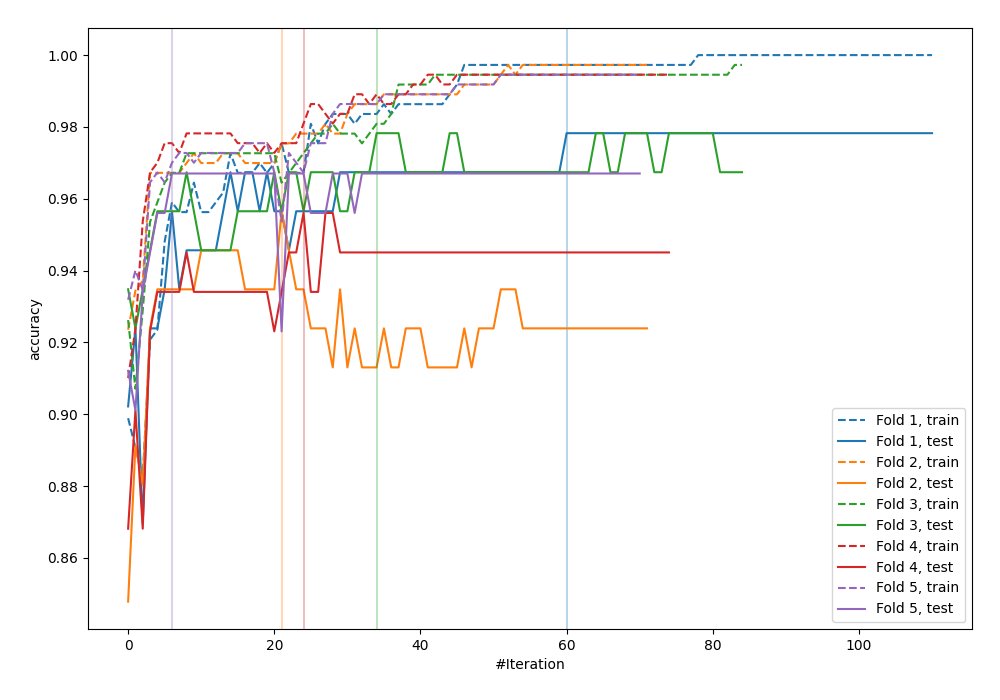 1.00
0.98
0.96
0.94
0.92
0.90
0.88
0.86
accuracy
0 20 40 60 80 100
#Iteration
Fold 1, train
Fold 1, test
Fold 2, train
Fold 2, test
Fold 3, train
Fold 3, test
Fold 4, train
Fold 4, test
Fold 5, train
Fold 5, test